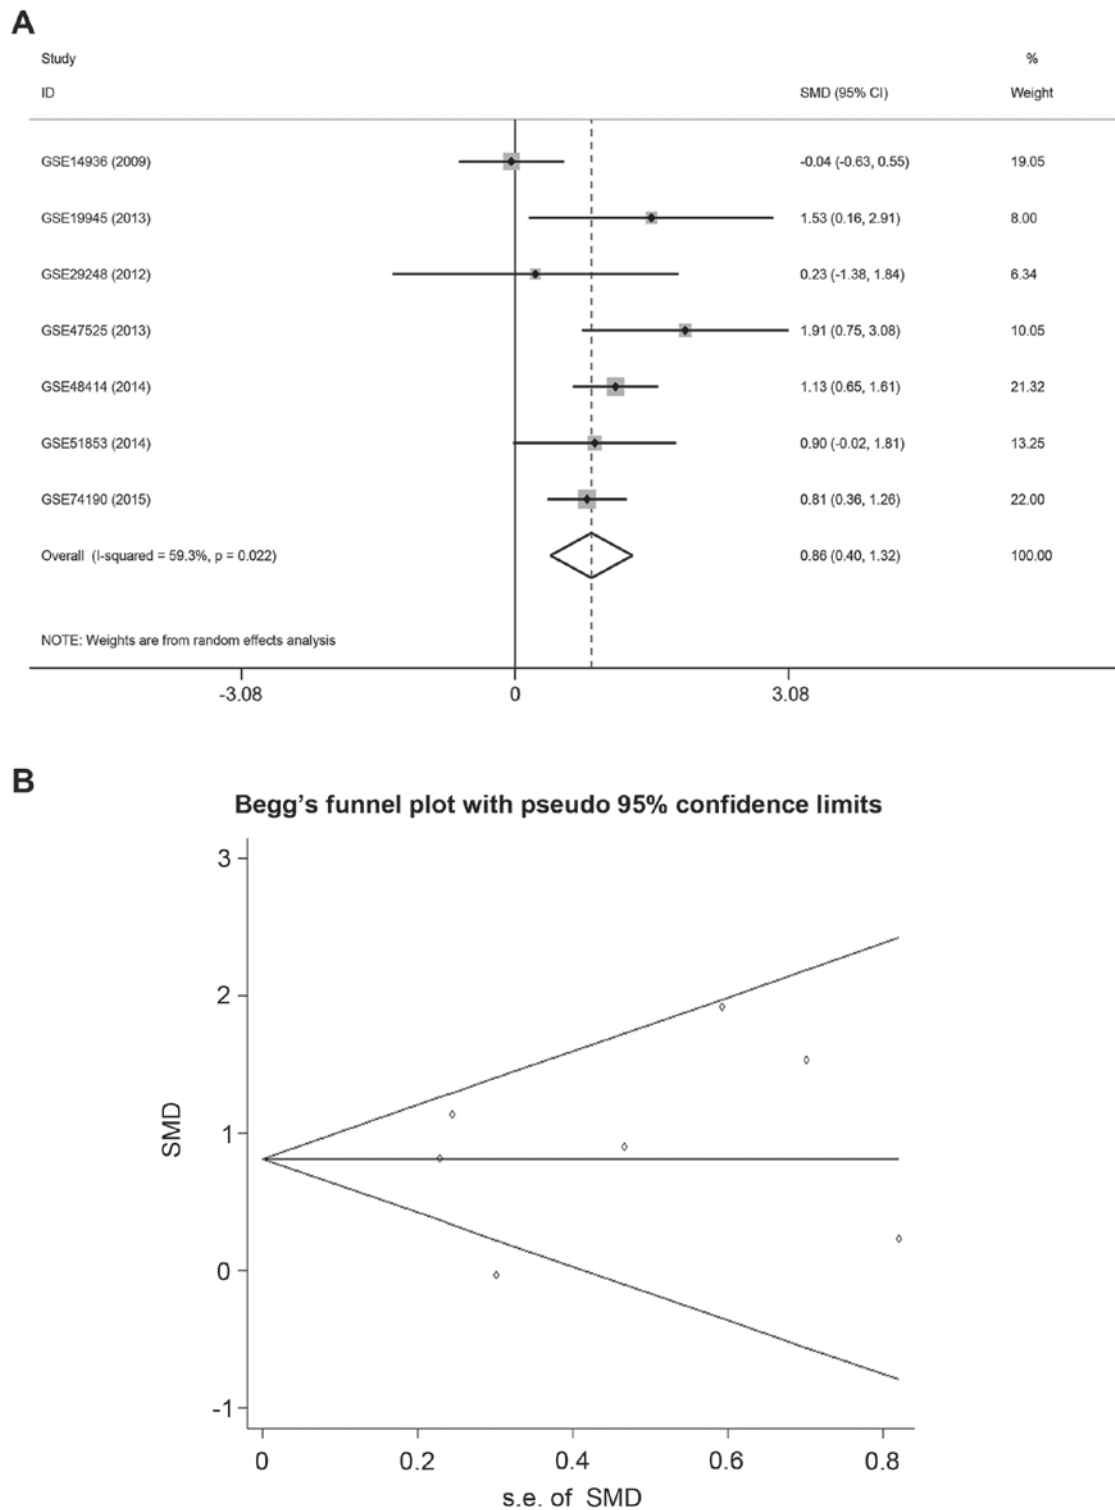 A
Study %
ID SMD (95% CI) Weight
GSE14936 (2009) -0.04 (-0.63, 0.55) 19.05
GSE19945 (2013) 1.53 (0.16, 2.91) 8.00
GSE29248 (2012) 0.23 (-1.38, 1.84) 6.34
GSE47525 (2013) 1.91 (0.75, 3.08) 10.05
GSE48414 (2014) 1.13 (0.65, 1.61) 21.32
GSE51853 (2014) 0.90 (-0.02, 1.81) 13.25
GSE74190 (2015) 0.81 (0.36, 1.26) 22.00
Overall (I-squared = 59.3%, p = 0.022) 0.86 (0.40, 1.32) 100.00
NOTE: Weights are from random effects analysis
-3.08 0 3.08
B
Begg's funnel plot with pseudo 95% confidence limits
3
2
1
0
-1
SMD
0 0.2 0.4 0.6 0.8
s.e. of SMD